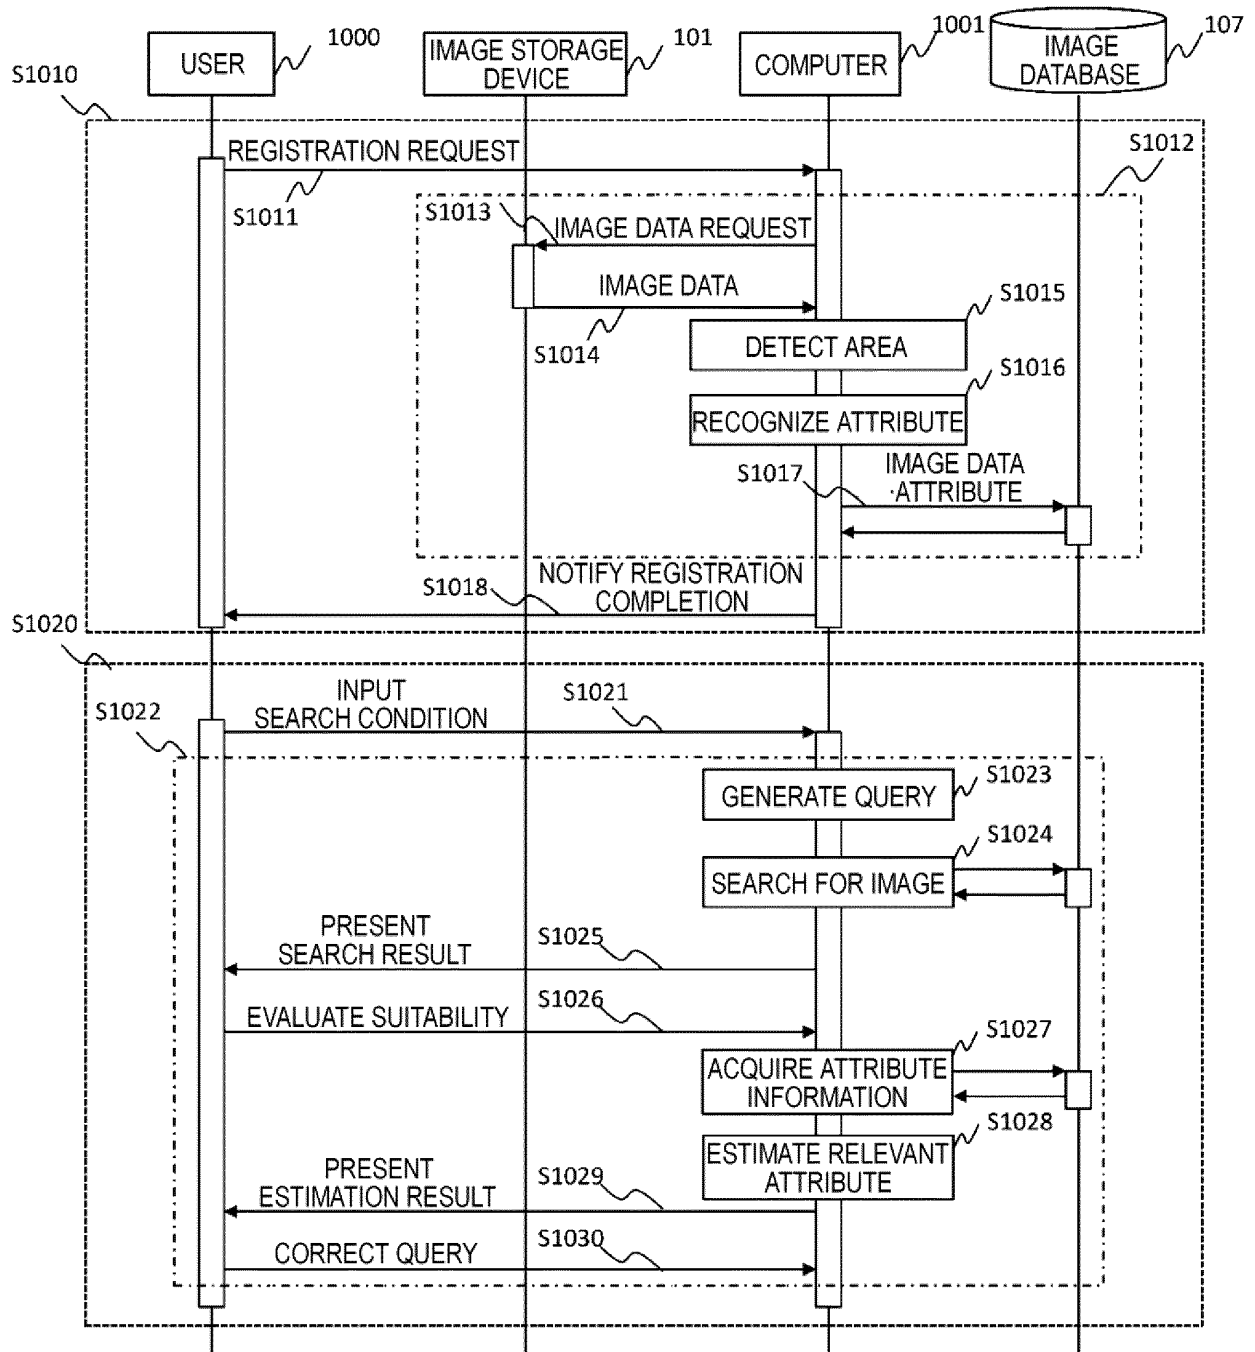 1000
101
1001
107
USER
IMAGE STORAGE
DEVICE
COMPUTER
IMAGE
DATABASE
S1010
REGISTRATION REQUEST
S1012
S1011
S1013
IMAGE DATA REQUEST
IMAGE DATA
S1015
S1014
DETECT AREA
S1016
RECOGNIZE ATTRIBUTE
S1017
IMAGE DATA
·ATTRIBUTE
NOTIFY REGISTRATION
COMPLETION
S1018
S1020
INPUT
SEARCH CONDITION
S1021
S1022
GENERATE QUERY
S1023
S1024
SEARCH FOR IMAGE
PRESENT
SEARCH RESULT
S1025
EVALUATE SUITABILITY
S1026
S1027
ACQUIRE ATTRIBUTE
INFORMATION
S1028
ESTIMATE RELEVANT
ATTRIBUTE
PRESENT
ESTIMATION RESULT
S1029
CORRECT QUERY
S1030